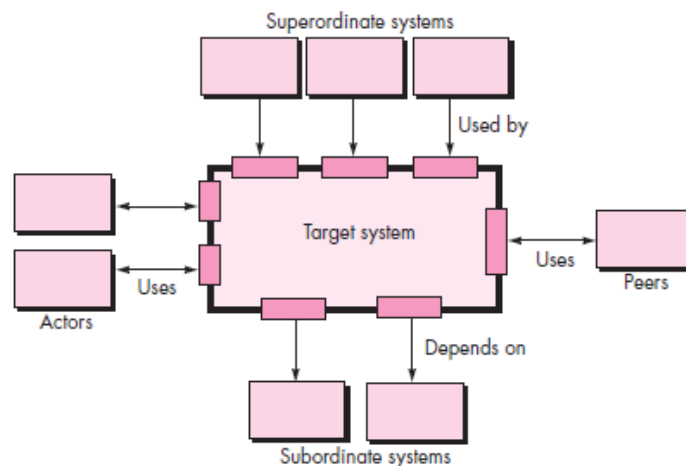 Superordinate systems
Used by
Target system
Uses
Actors
Uses
Peers
Depends on
Subordinate systems